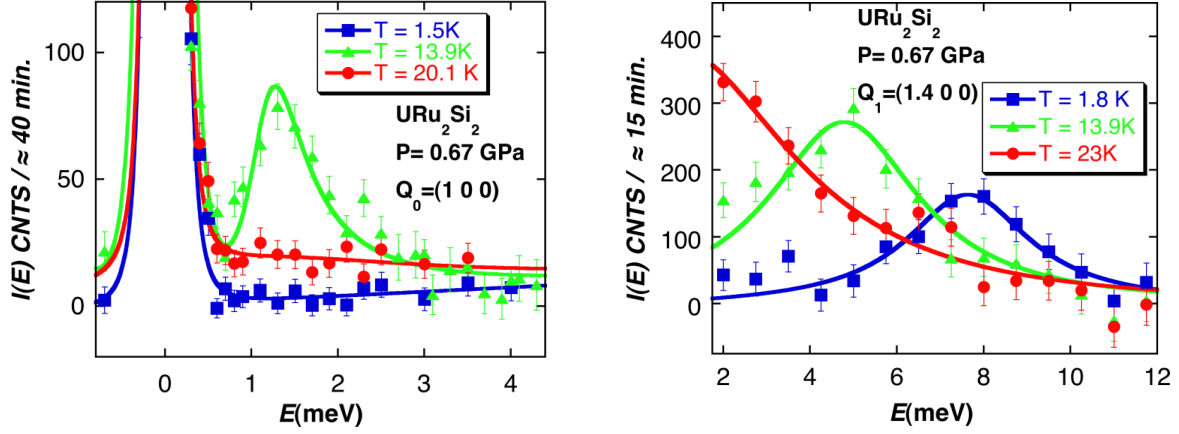 100
50
0
I(E) CNTS / ≈ 40 min.
T = 1.5K
T = 13.9K
T = 20.1 K
URu₂Si₂
P= 0.67 GPa
Q₀=(1 0 0)
0 1 2 3 4
E(meV)
400
300
200
100
0
I(E) CNTS / ≈ 15 min.
URu₂Si₂
P= 0.67 GPa
Q₁=(1.4 0 0)
T = 1.8 K
T = 13.9K
T = 23K
2 4 6 8 10 12
E(meV)